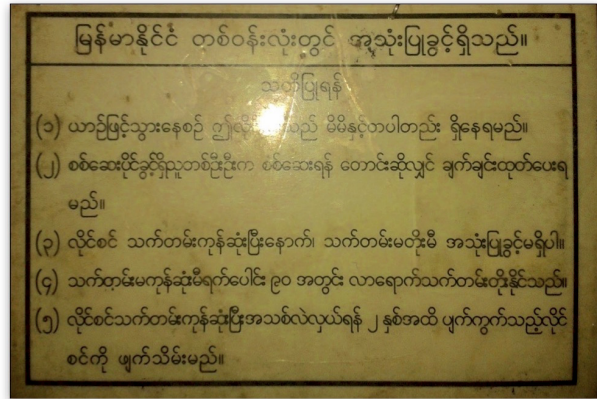 မြန်မာနိုင်ငံ တစ်ဝန်းလုံးတွင် အသုံးပြုခွင့်ရှိသည်။
သတိပြုရန်
(၁) ယာဉ်ဖြင့်သွားနေစဉ် ဤလိုင်စင်သည် မိမိနှင့်တပါတည်း ရှိနေရမည်။
(၂) စစ်ဆေးပိုင်ခွင့်ရှိသူတစ်ဦးဦးက စစ်ဆေးရန် တောင်းဆိုလျှင် ချက်ချင်းထုတ်ပေးရ
မည်။
(၃) လိုင်စင် သက်တမ်းကုန်ဆုံးပြီးနောက်၊ သက်တမ်းမတိုးမီ အသုံးပြုခွင့်မရှိပါ။
(၄) သက်တမ်းမကုန်ဆုံးမီရက်ပေါင်း ၉၀ အတွင်း လာရောက်သက်တမ်းတိုးနိုင်သည်။
(၅) လိုင်စင်သက်တမ်းကုန်ဆုံးပြီးအသစ်လဲလှယ်ရန် ၂ နှစ်အထိ ပျက်ကွက်သည့်လိုင်
စင်ကို ဖျက်သိမ်းမည်။